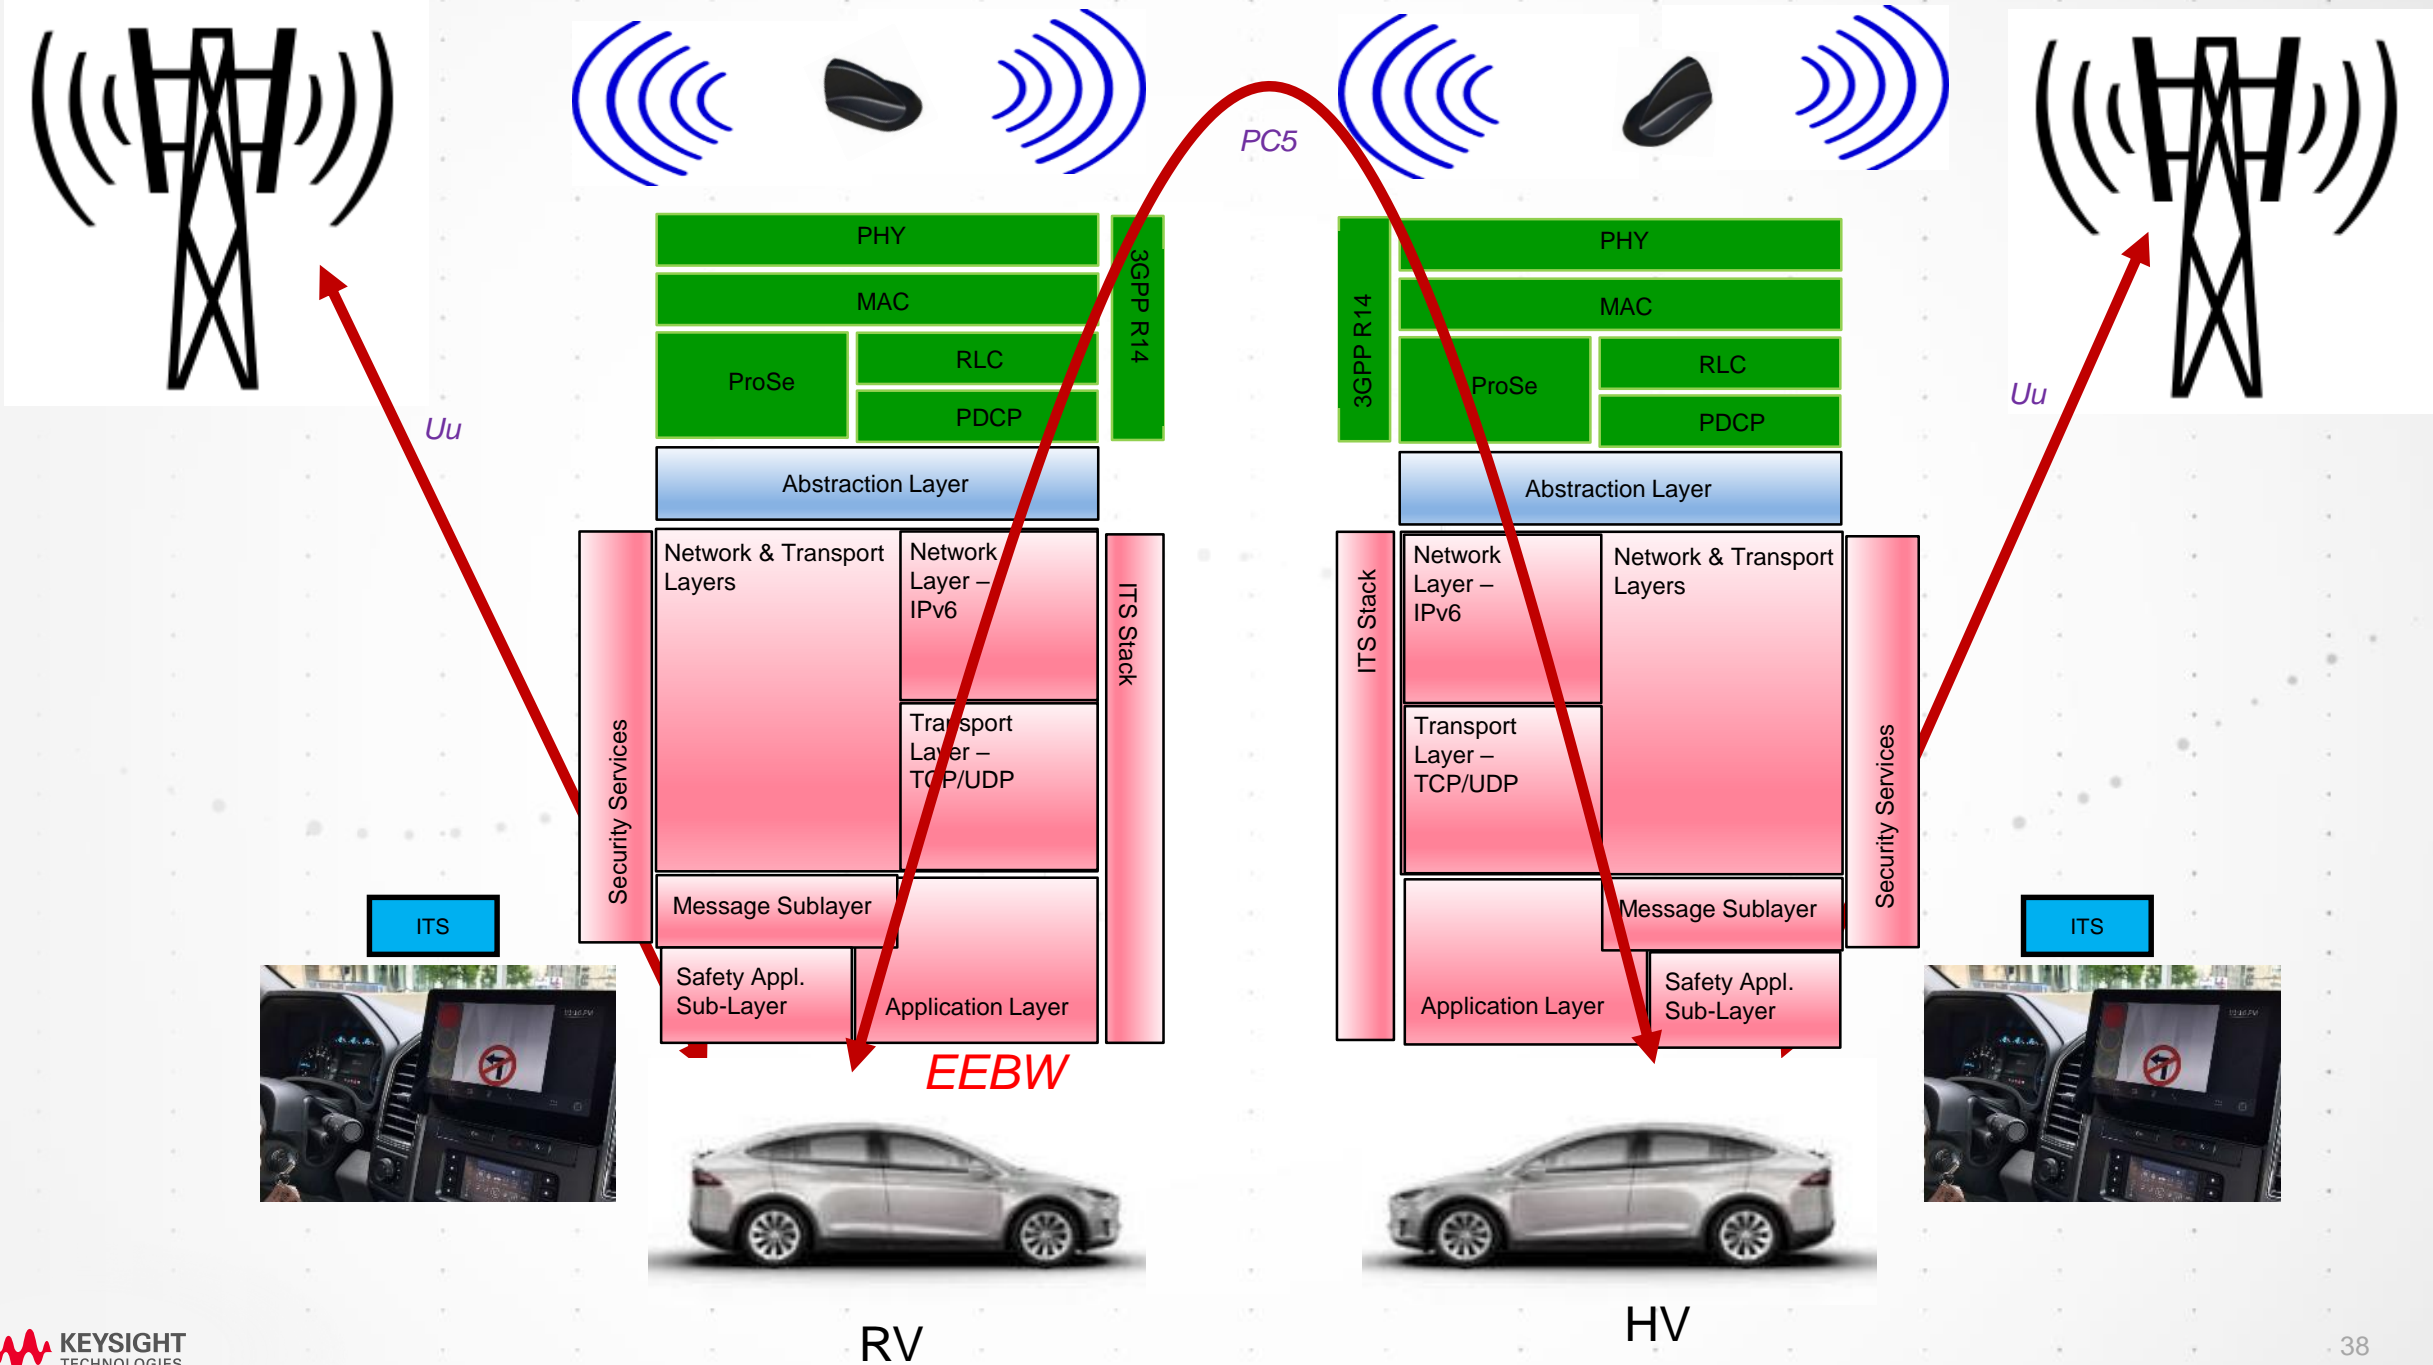 PC5
Uu
Uu
PHY
MAC
ProSe
RLC
PDCP
3GPP R14
Abstraction Layer
Network & Transport
Layers
Network
Layer –
IPv6
Transport
Layer –
TCP/UDP
Security Services
ITS Stack
Message Sublayer
Safety Appl.
Sub-Layer
Application Layer
ITS
EEBW
RV
PHY
MAC
ProSe
RLC
PDCP
3GPP R14
Abstraction Layer
Network
Layer –
IPv6
Network & Transport
Layers
Transport
Layer –
TCP/UDP
ITS Stack
Security Services
Message Sublayer
Application Layer
Safety Appl.
Sub-Layer
ITS
HV
KEYSIGHT
TECHNOLOGIES
38